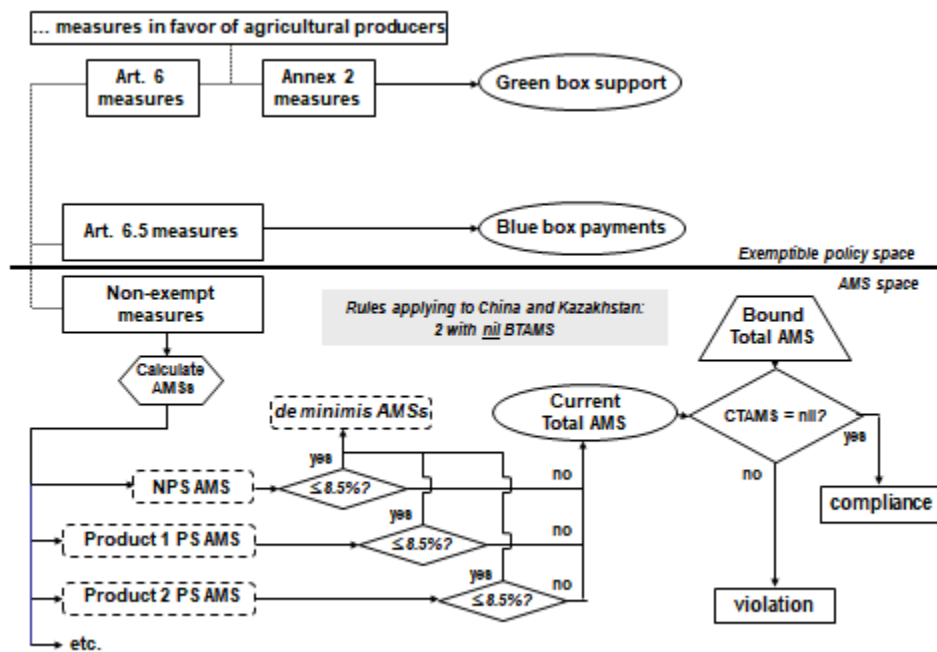 ... measures in favor of agricultural producers
Art. 6
measures
Annex 2
measures
Green box support
Art. 6.5 measures
Blue box payments
Exemptible policy space
AMS space
Non-exempt
measures
Rules applying to China and Kazakhstan:
2 with nil BTAMS
Bound
Total AMS
Calculate
AMSs
de minimis AMSs
Current
Total AMS
CTAMS = nil?
yes
no
yes
NPS AMS
≤8.5%?
no
compliance
yes
Product 1 PS AMS
≤8.5%?
no
yes
Product 2 PS AMS
≤8.5%?
no
violation
etc.